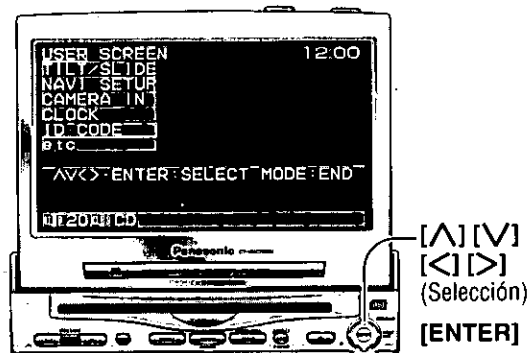 USER SCREEN 12:00
TILT/SLIDE
NAVI SETUP
CAMERA IN
CLOCK
ID CODE
etc
∧∨<>:ENTER:SELECT MODE:END
20 CD
Panasonic
[∧] [∨]
[<] [>]
(Selección)
[ENTER]